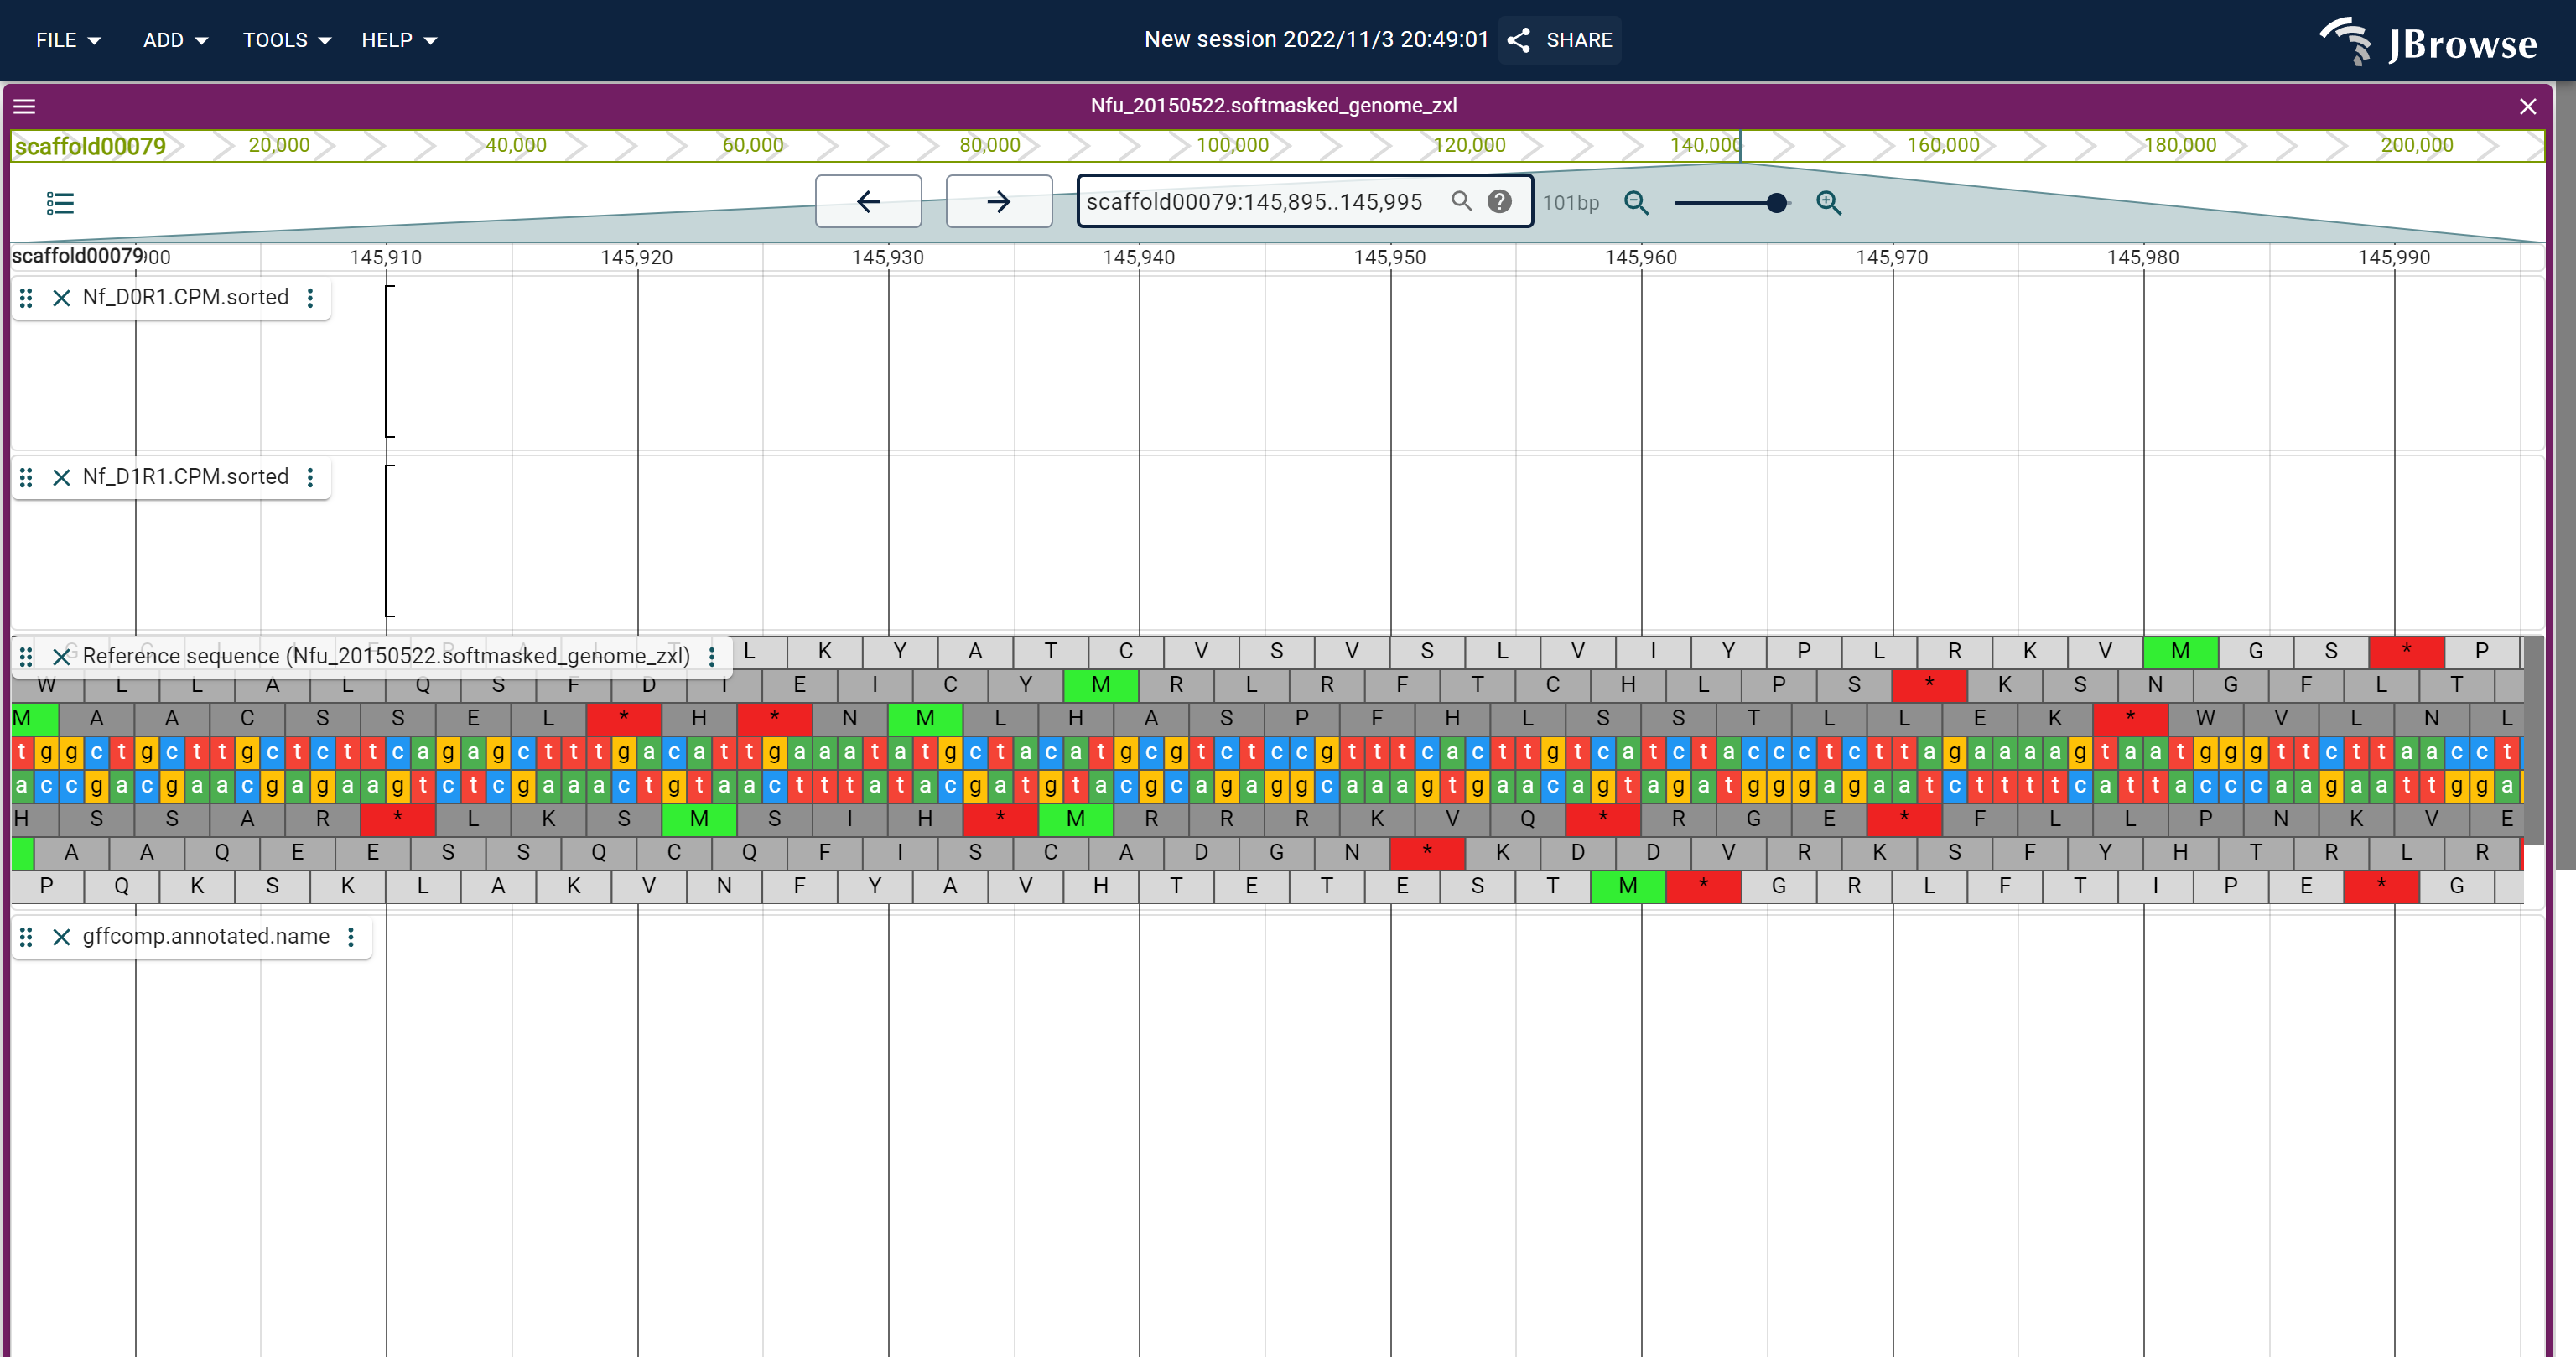 FILE ADD TOOLS HELP New session 2022/11/3 20:49:01 SHARE JBrowse
Nfu_20150522.softmasked_genome_zxl
scaffold00079 20,000 40,000 60,000 80,000 100,000 120,000 140,000 160,000 180,000 200,000
scaffold00079:145,895..145,995 101bp
scaffold00079 00 145,910 145,920 145,930 145,940 145,950 145,960 145,970 145,980 145,990
Nf_D0R1.CPM.sorted
Nf_D1R1.CPM.sorted
Reference sequence (Nfu_20150522.softmasked_genome_zxl) L K Y A T C V S V S L V I Y P L R K V M G S * P
W L L A L Q S F D I E I C Y M R L R F T C H L P S * K S N G F L T
M A A C S S E L * H * N M L H A S P F H L S S T L L E K * W V L N L
t g g c t g c t t g c t c t t c a g a g c t t t g a c a t t g a a a t a t g c t a c a t g c g t c t c c g t t t c a c t t g t c a t c t a c c c t c t t a g a a a g t a a t g g g t t c t t a a c c t
a c c g a c g a a c g a g a a g t c t c g a a a c t g t a a c t t t a t a c g a t g t a c g c a g a g g c a a a g t g a a c a g t a g a t g g g a g a a t c t t t c a t t a c c c a a g a a t t g g a
H S S A R * L K S M S I H * M R R R K V Q * R G E * F L L P N K V E
A A Q E E S S Q C Q F I S C A D G N * K D D V R K S F Y H T R L R
P Q K S K L A K V N F Y A V H T E T E S T M * G R L F T I P E * G
gffcomp.annotated.name